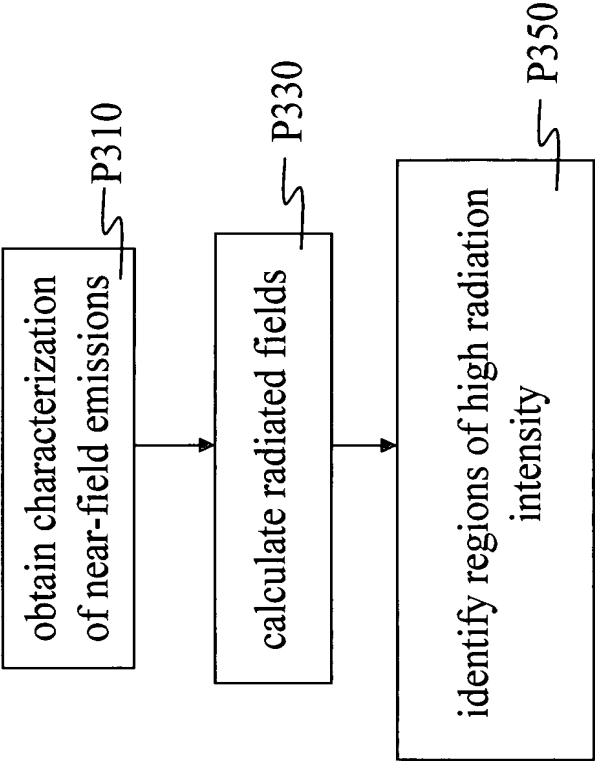 obtain characterization
of near-field emissions
P310
calculate radiated fields
P330
identify regions of high radiation
intensity
P350